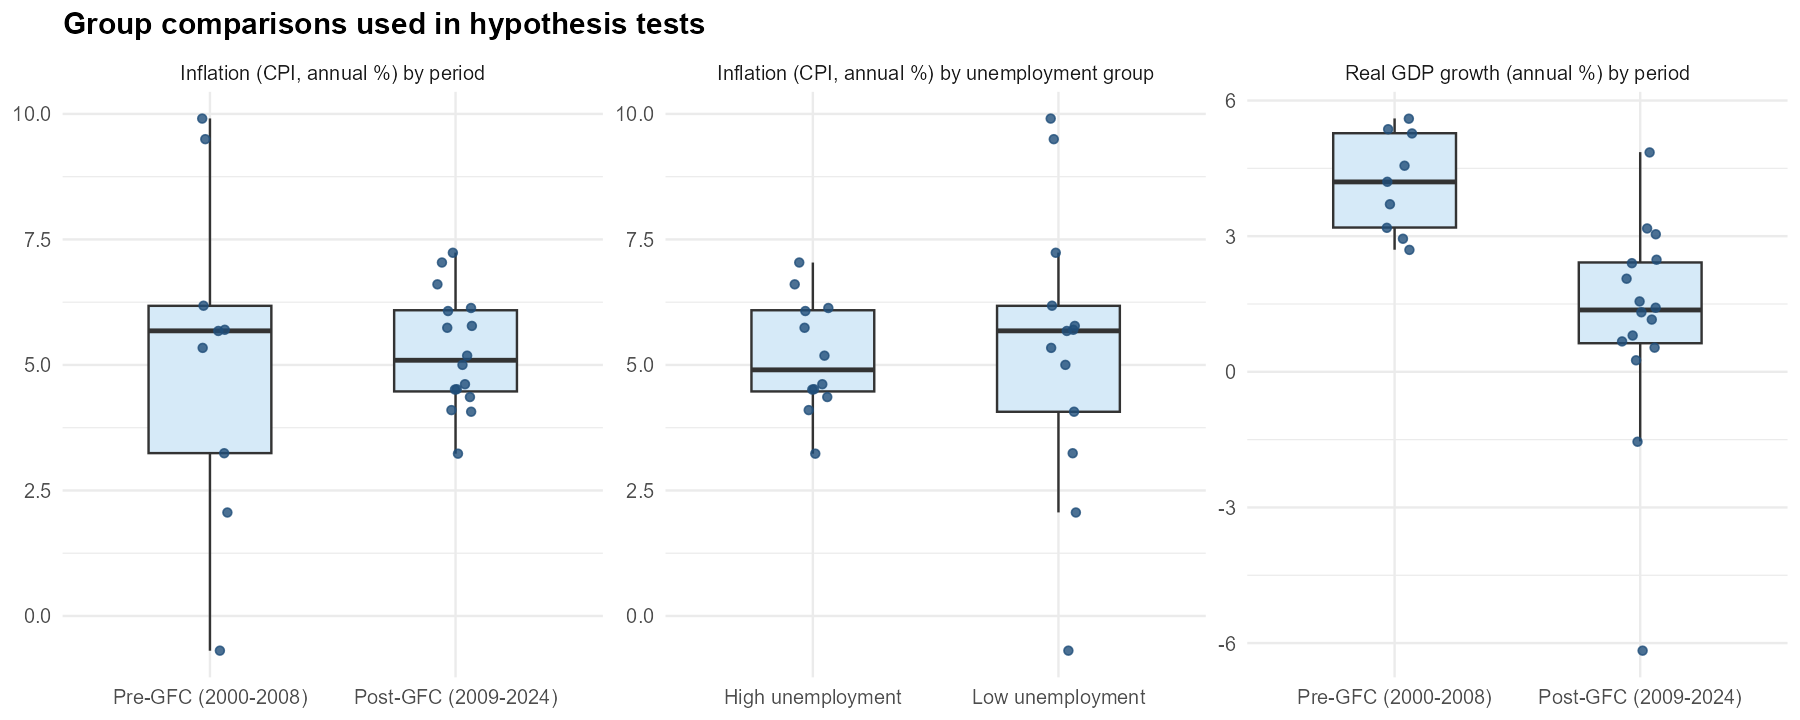 Group comparisons used in hypothesis tests
Inflation (CPI, annual %) by period
10.0
7.5
5.0
2.5
0.0
Pre-GFC (2000-2008)
Post-GFC (2009-2024)
Inflation (CPI, annual %) by unemployment group
10.0
7.5
5.0
2.5
0.0
High unemployment
Low unemployment
Real GDP growth (annual %) by period
6
3
0
-3
-6
Pre-GFC (2000-2008)
Post-GFC (2009-2024)